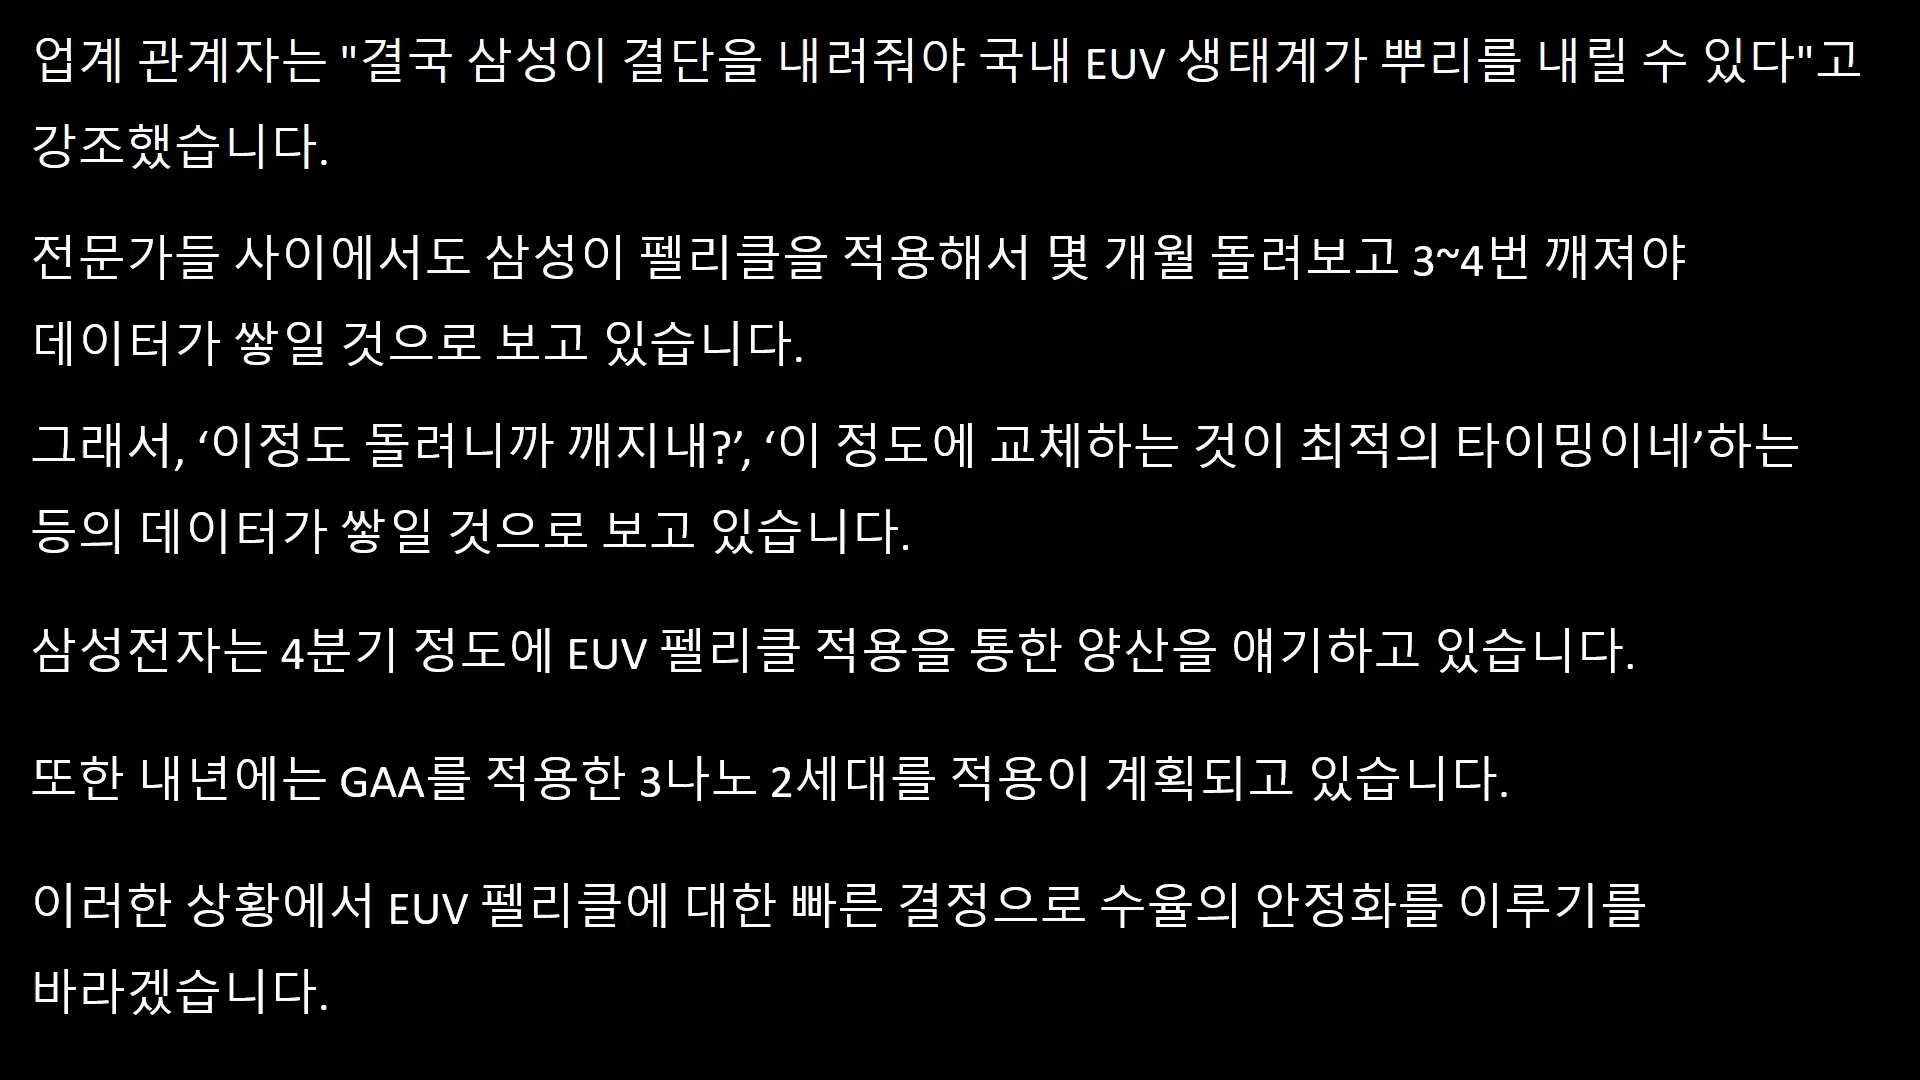 업계 관계자는 "결국 삼성이 결단을 내려줘야 국내 EUV 생태계가 뿌리를 내릴 수 있다"고
강조했습니다.
전문가들 사이에서도 삼성이 펠리클을 적용해서 몇 개월 돌려보고 3~4번 깨져야
데이터가 쌓일 것으로 보고 있습니다.
그래서, ‘이정도 돌려니까 깨지내?’, ‘이 정도에 교체하는 것이 최적의 타이밍이네’하는
등의 데이터가 쌓일 것으로 보고 있습니다.
삼성전자는 4분기 정도에 EUV 펠리클 적용을 통한 양산을 얘기하고 있습니다.
또한 내년에는 GAA를 적용한 3나노 2세대를 적용이 계획되고 있습니다.
이러한 상황에서 EUV 펠리클에 대한 빠른 결정으로 수율의 안정화를 이루기를
바라겠습니다.